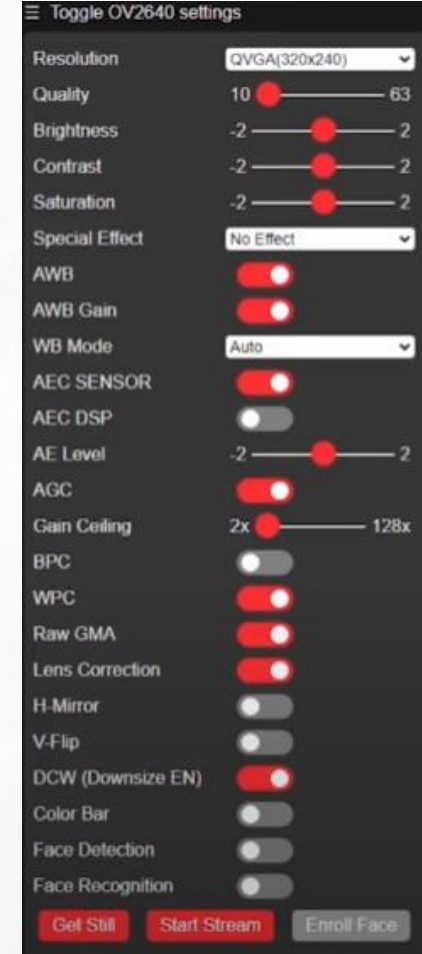 ☰ Toggle OV2640 settings
Resolution QVGA(320x240)
Quality 10 63
Brightness -2 2
Contrast -2 2
Saturation -2 2
Special Effect No Effect
AWB
AWB Gain
WB Mode Auto
AEC SENSOR
AEC DSP
AE Level -2 2
AGC
Gain Ceiling 2x 128x
BPC
WPC
Raw GMA
Lens Correction
H-Mirror
V-Flip
DCW (Downsize EN)
Color Bar
Face Detection
Face Recognition
Get Still Start Stream Enroll Face